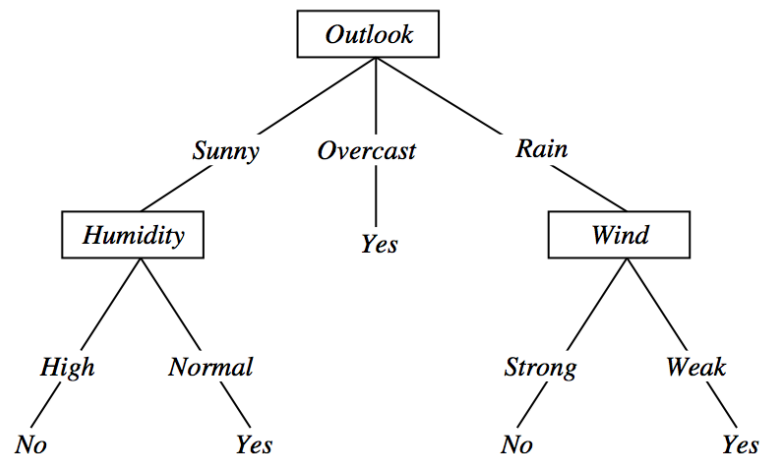 Outlook
Sunny Overcast Rain
Humidity Yes Wind
High Normal Strong Weak
No Yes No Yes